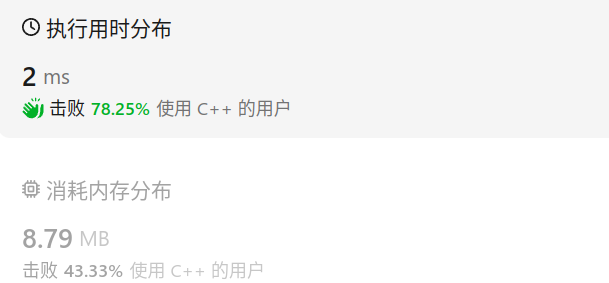 执行用时分布
2 ms
击败 78.25% 使用 C++ 的用户
消耗内存分布
8.79 MB
击败 43.33% 使用 C++ 的用户